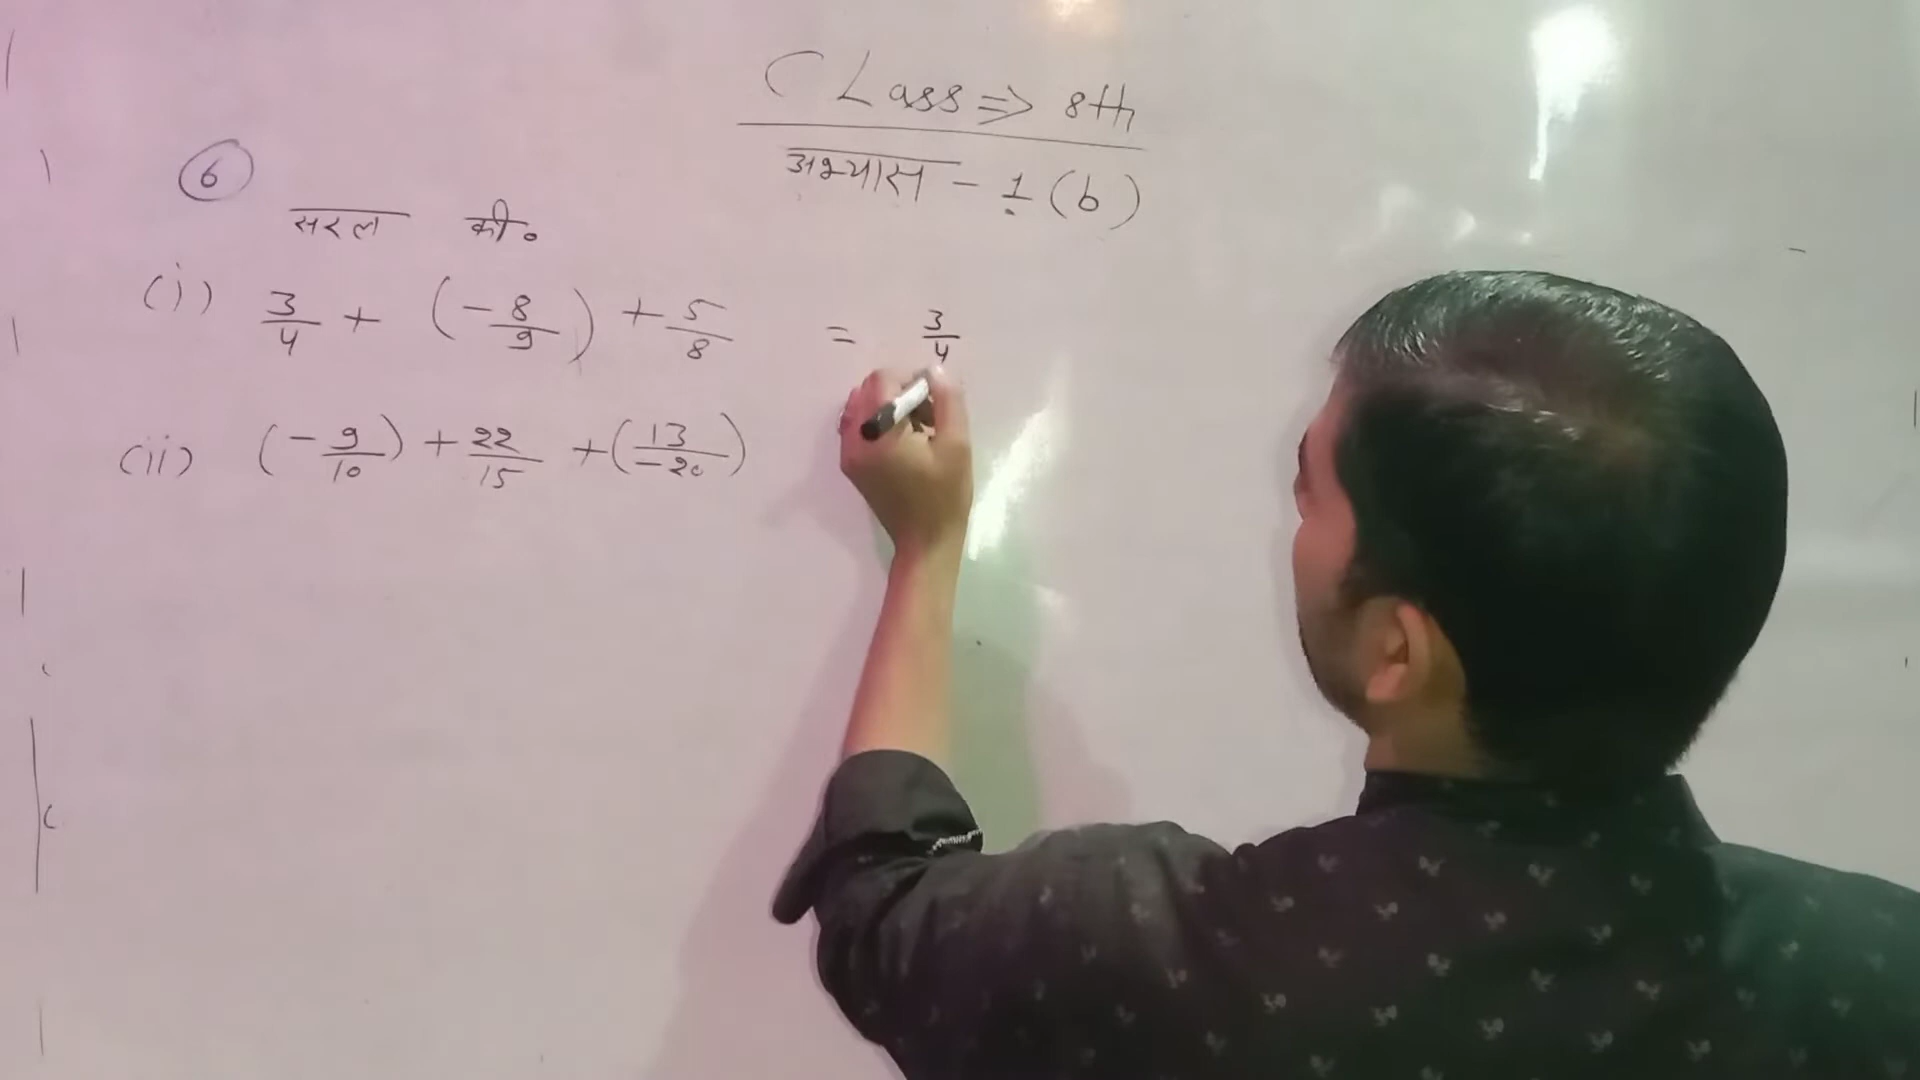 CLass ⇒ 8th
अभ्यास - 1 (b)
6
सरल की०
(i) 3/4 + (-8/9) + 5/8 = 3/4
(ii) (-9/10) + 22/15 + (13/-20)